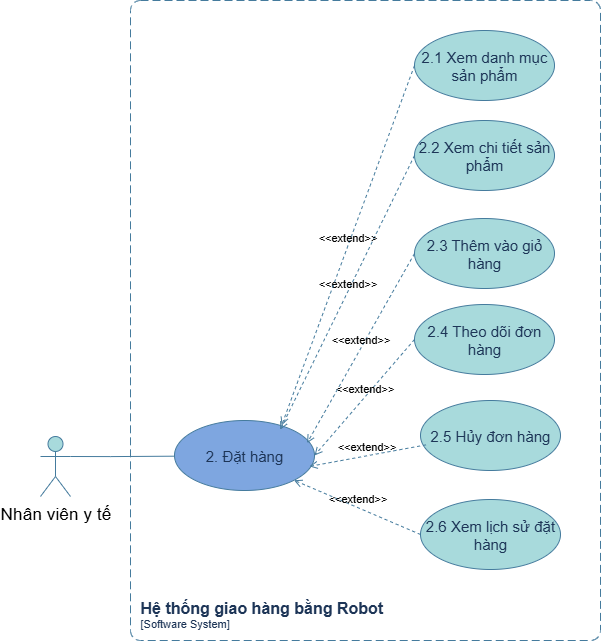 2.1 Xem danh mục
sản phẩm
2.2 Xem chi tiết sản
phẩm
<<extend>>
2.3 Thêm vào giỏ
hàng
<<extend>>
2.4 Theo dõi đơn
hàng
<<extend>>
<<extend>>
2.5 Hủy đơn hàng
<<extend>>
2. Đặt hàng
<<extend>>
Nhân viên y tế
2.6 Xem lịch sử đặt
hàng
Hệ thống giao hàng bằng Robot
[Software System]